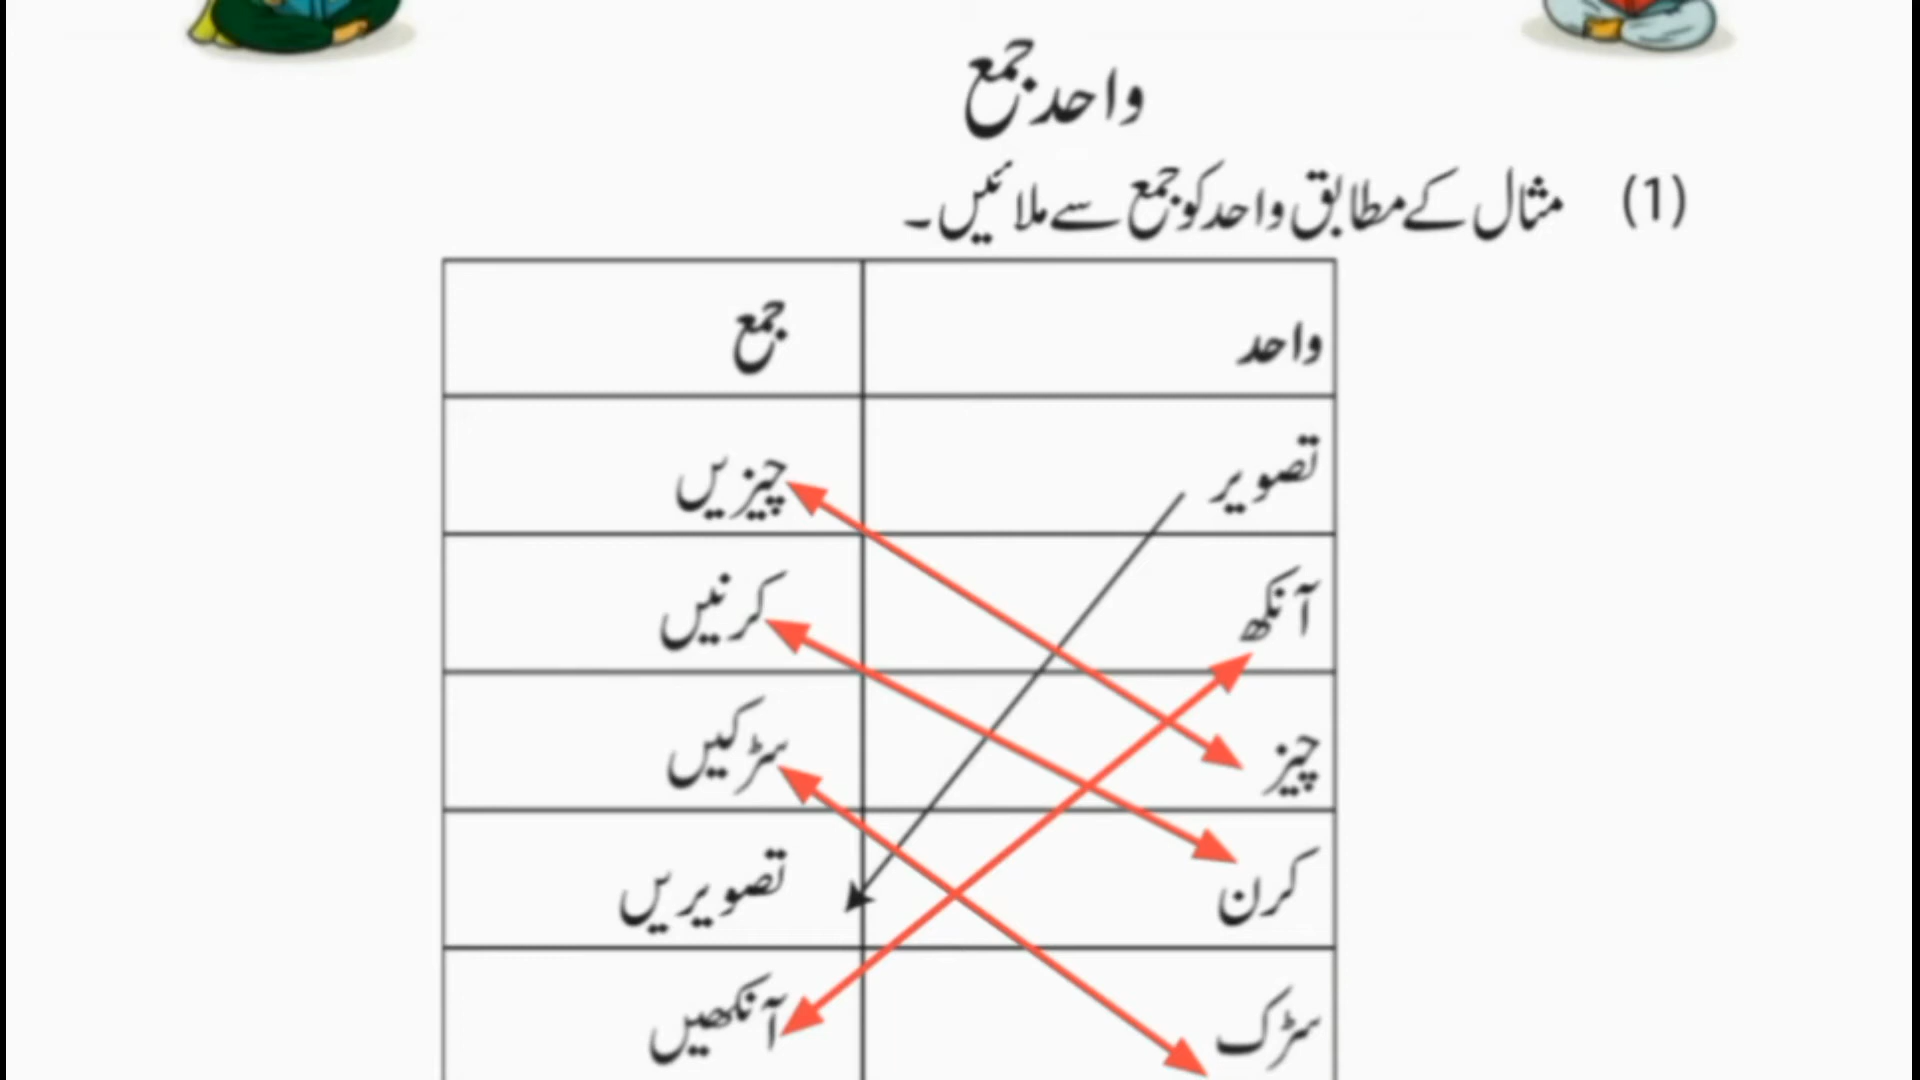 واحد جمع
(1) مثال کے مطابق واحد کو جمع سے ملائیں۔
واحد جمع
تصویر چیزیں
آنکھ کرنیں
چیز سڑکیں
کرن تصویریں
سڑک آنکھیں